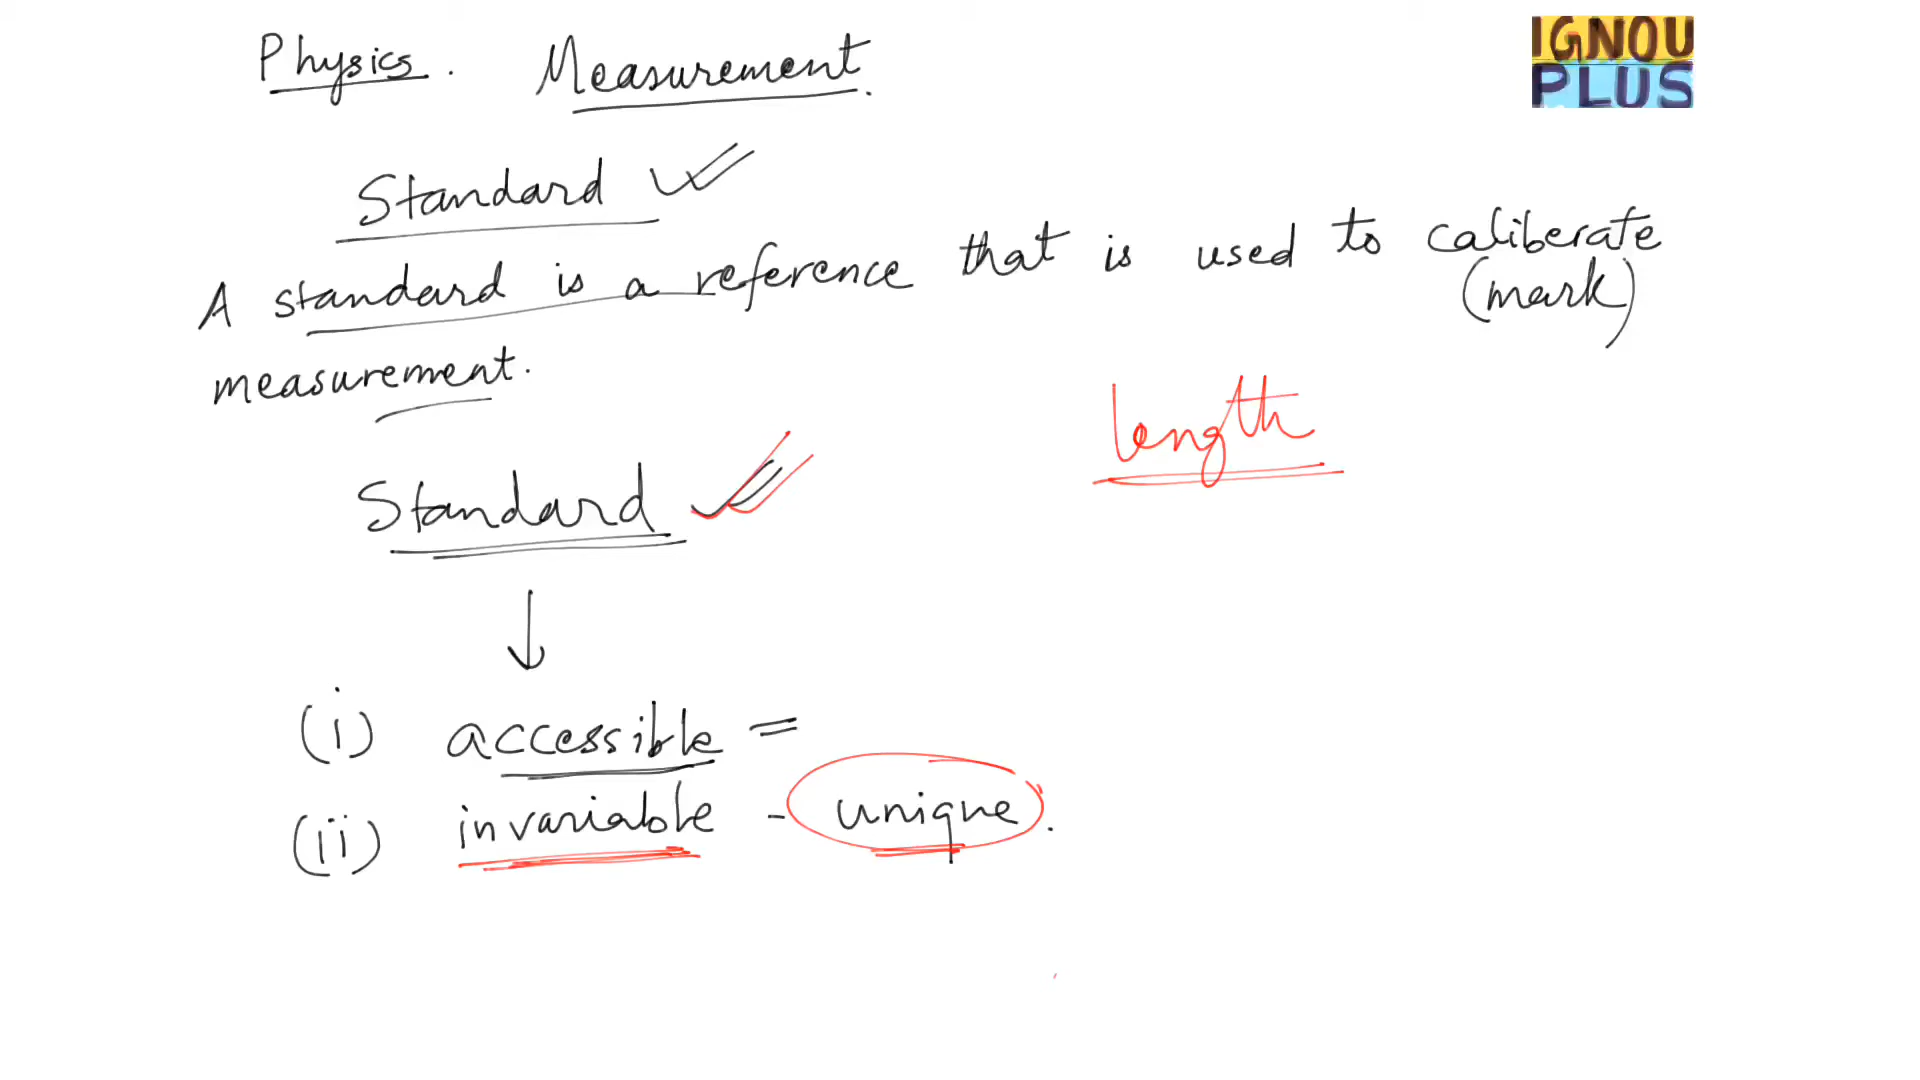 Physics. Measurement.
IGNOU
PLUS
Standard
A standard is a reference that is used to caliberate
(mark)
measurement.
length
Standard
(i) accessible =
(ii) invariable - unique.